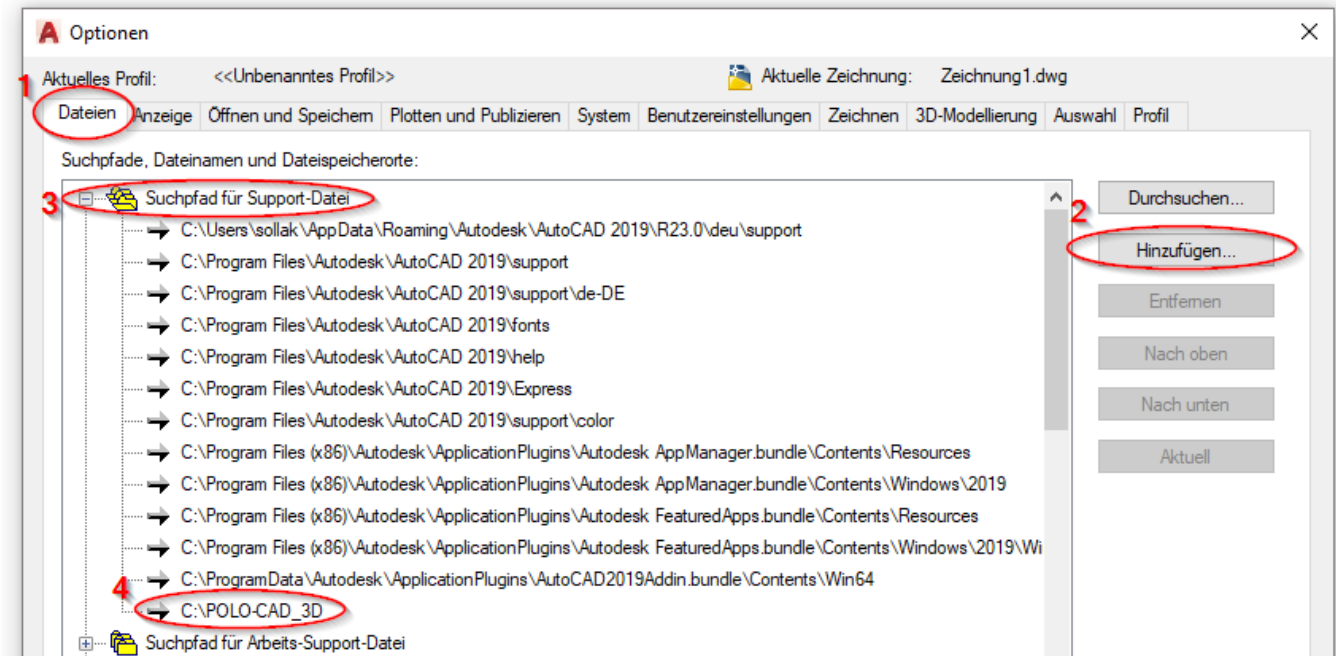 Optionen
Aktuelles Profil: <<Unbenanntes Profil>> Aktuelle Zeichnung: Zeichnung1.dwg
1
Dateien Anzeige Öffnen und Speichern Plotten und Publizieren System Benutzereinstellungen Zeichnen 3D-Modellierung Auswahl Profil
Suchpfade, Dateinamen und Dateispeicherorte:
3 Suchpfad für Support-Datei
C:\Users\sollak\AppData\Roaming\Autodesk\AutoCAD 2019\R23.0\deu\support
C:\Program Files\Autodesk\AutoCAD 2019\support
C:\Program Files\Autodesk\AutoCAD 2019\support\de-DE
C:\Program Files\Autodesk\AutoCAD 2019\fonts
C:\Program Files\Autodesk\AutoCAD 2019\help
C:\Program Files\Autodesk\AutoCAD 2019\Express
C:\Program Files\Autodesk\AutoCAD 2019\support\color
C:\Program Files (x86)\Autodesk\ApplicationPlugins\Autodesk AppManager.bundle\Contents\Resources
C:\Program Files (x86)\Autodesk\ApplicationPlugins\Autodesk AppManager.bundle\Contents\Windows\2019
C:\Program Files (x86)\Autodesk\ApplicationPlugins\Autodesk FeaturedApps.bundle\Contents\Resources
C:\Program Files (x86)\Autodesk\ApplicationPlugins\Autodesk FeaturedApps.bundle\Contents\Windows\2019\Wi
C:\ProgramData\Autodesk\ApplicationPlugins\AutoCAD2019Addin.bundle\Contents\Win64
4 C:\POLO-CAD_3D
Suchpfad für Arbeits-Support-Datei
Durchsuchen...
2
Hinzufügen...
Entfernen
Nach oben
Nach unten
Aktuell